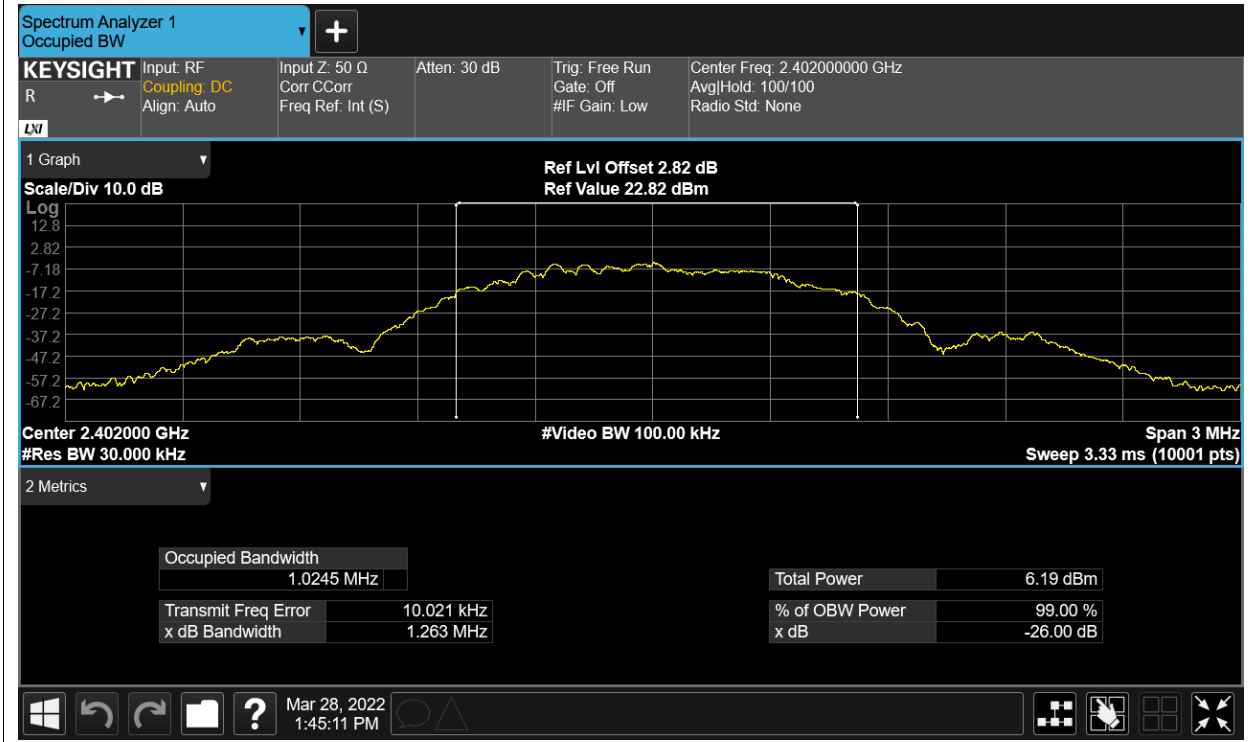 Spectrum Analyzer 1
Occupied BW
KEYSIGHT Input: RF Input Z: 50 Ω Atten: 30 dB Trig: Free Run Center Freq: 2.402000000 GHz
R Coupling: DC Corr CCorr Gate: Off Avg|Hold: 100/100
Align: Auto Freq Ref: Int (S) #IF Gain: Low Radio Std: None
LXI
1 Graph
Ref Lvl Offset 2.82 dB
Scale/Div 10.0 dB Ref Value 22.82 dBm
Log
12.8
2.82
-7.18
-17.2
-27.2
-37.2
-47.2
-57.2
-67.2
Center 2.402000 GHz #Video BW 100.00 kHz Span 3 MHz
#Res BW 30.000 kHz Sweep 3.33 ms (10001 pts)
2 Metrics
Occupied Bandwidth
1.0245 MHz Total Power 6.19 dBm
Transmit Freq Error 10.021 kHz % of OBW Power 99.00 %
x dB Bandwidth 1.263 MHz x dB -26.00 dB
? Mar 28, 2022
1:45:11 PM